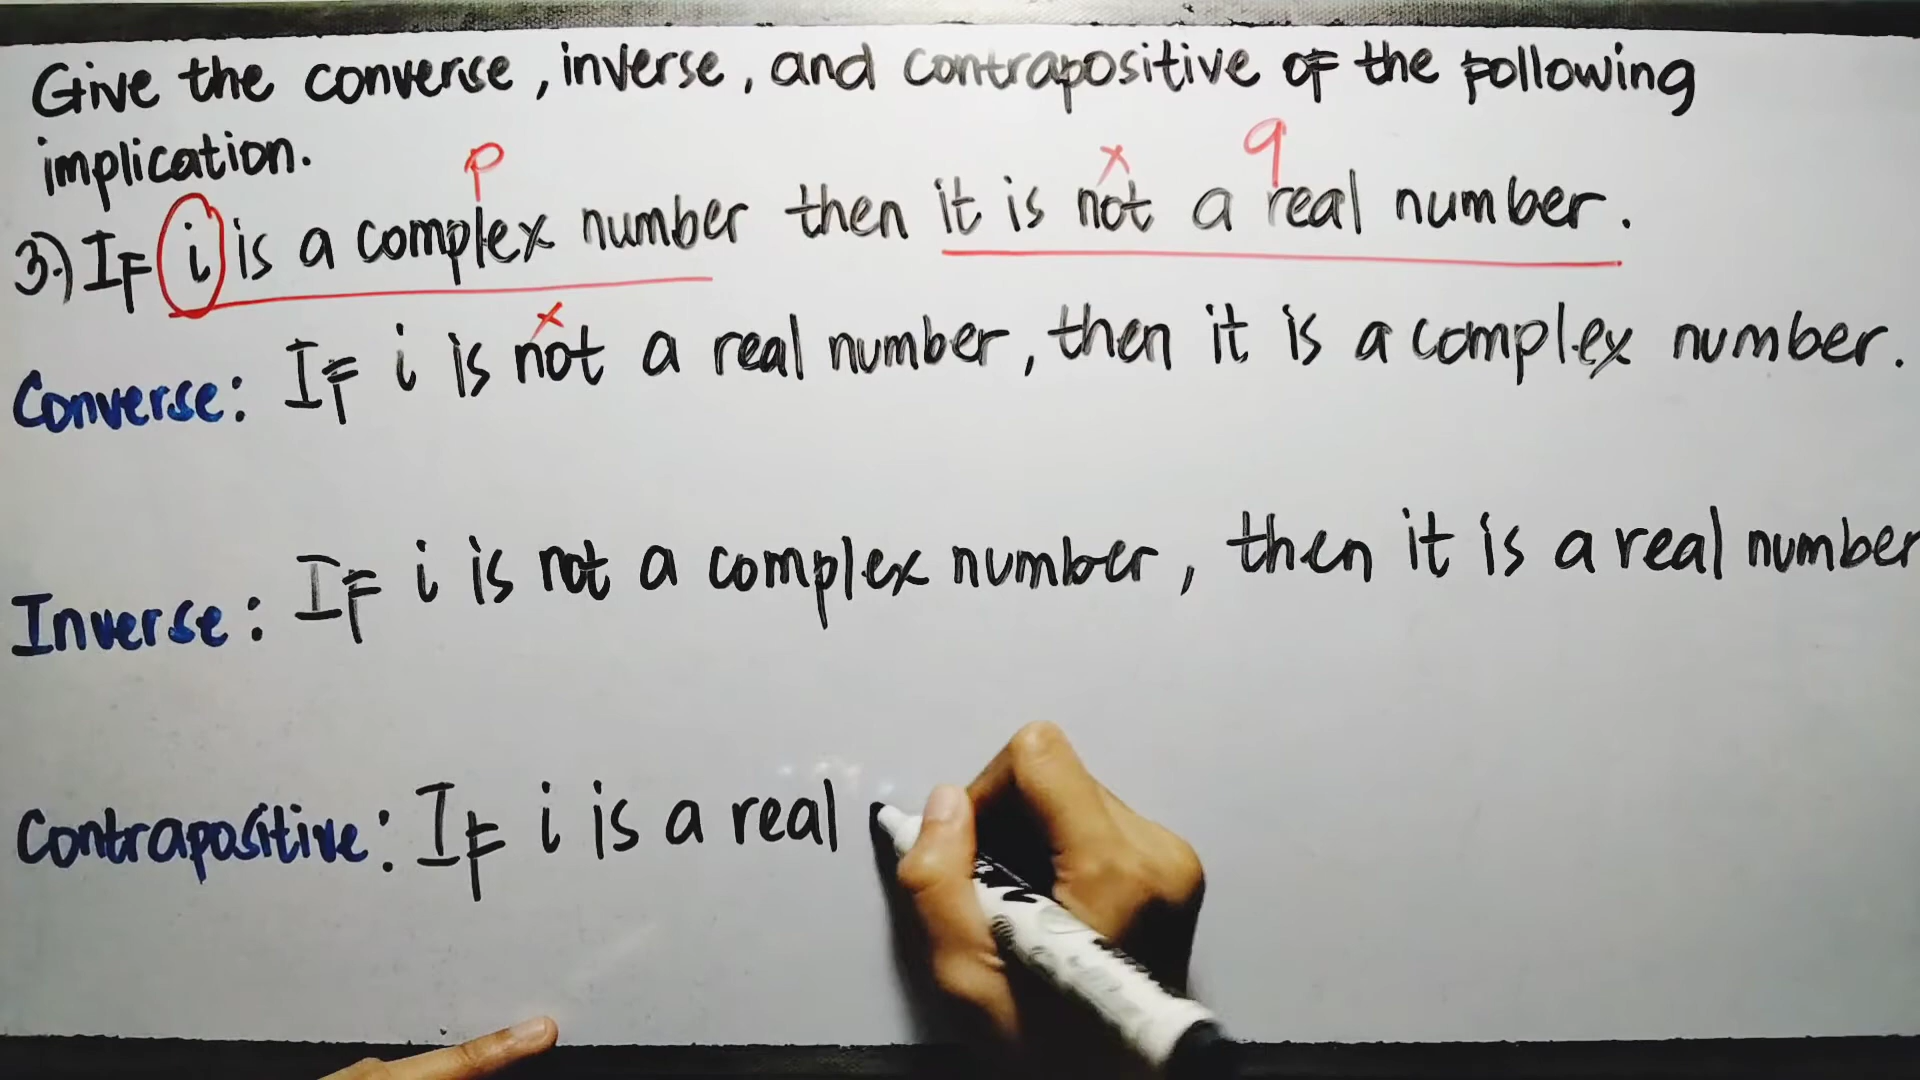 Give the converse, inverse, and contrapositive of the following
implication.
p x q
3.) If i is a complex number then it is not a real number.
x
Converse: If i is not a real number, then it is a complex number.
Inverse: If i is not a complex number, then it is a real number
Contrapositive: If i is a real